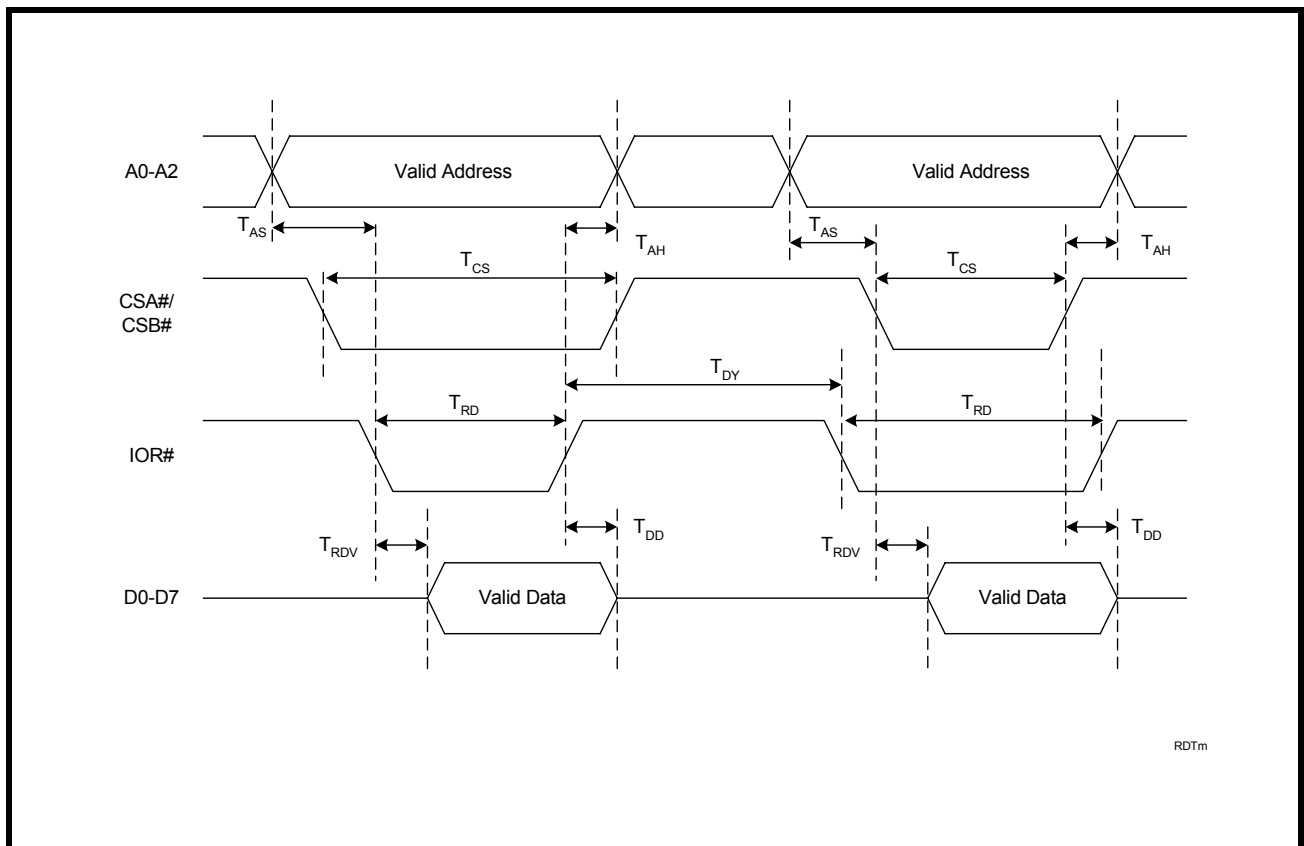 A0-A2
Valid Address
Valid Address
TAS
TAH
TAS
TAH
TCS
TCS
CSA#/
CSB#
TDY
TRD
TRD
IOR#
TRDV
TDD
TRDV
TDD
D0-D7
Valid Data
Valid Data
RDTm